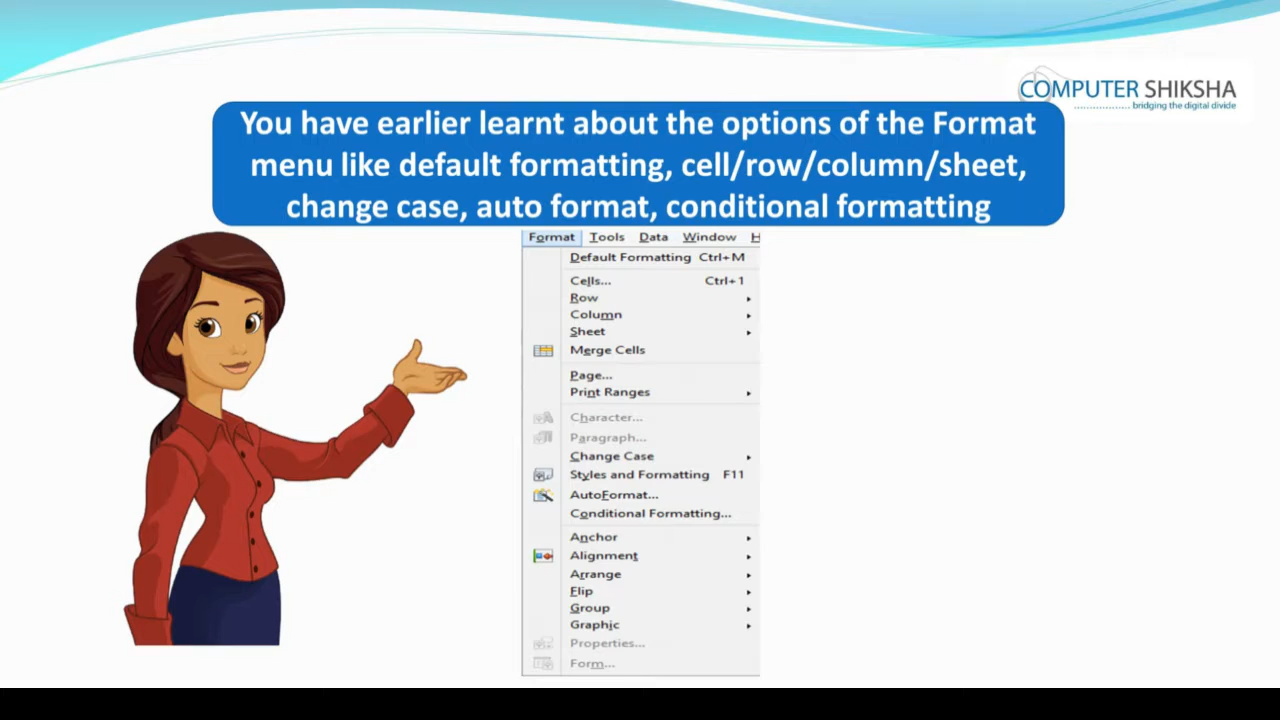 COMPUTER SHIKSHA
bridging the digital divide
You have earlier learnt about the options of the Format
menu like default formatting, cell/row/column/sheet,
change case, auto format, conditional formatting
Format Tools Data Window H
Default Formatting Ctrl+M
Cells... Ctrl+1
Row
Column
Sheet
Merge Cells
Page...
Print Ranges
Character...
Paragraph...
Change Case
Styles and Formatting F11
AutoFormat...
Conditional Formatting...
Anchor
Alignment
Arrange
Flip
Group
Graphic
Properties...
Form...